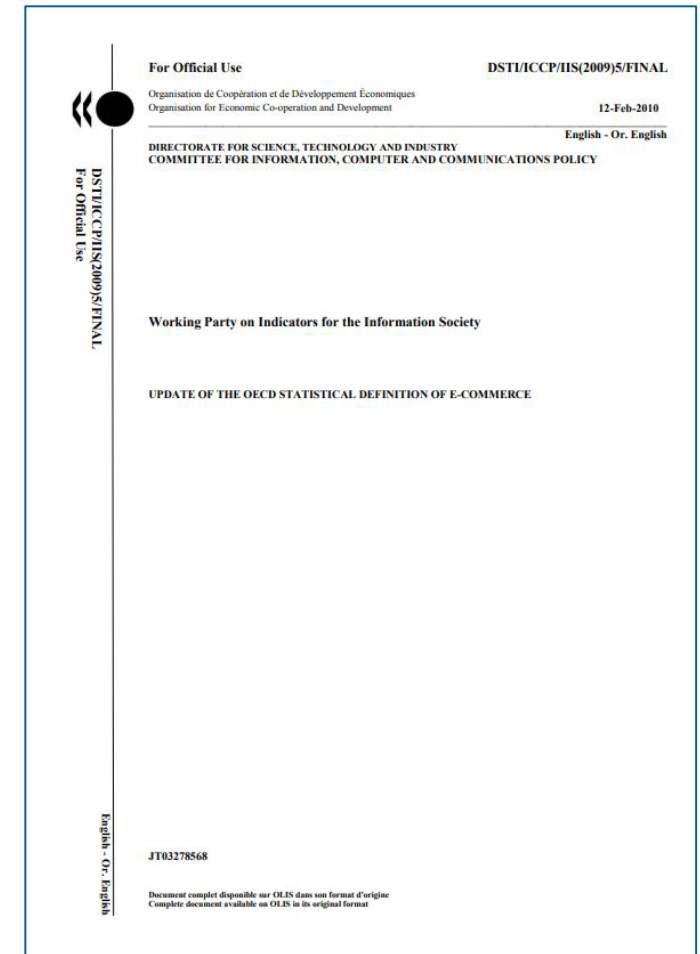 For Official Use DSTI/ICCP/IIS(2009)5/FINAL
Organisation de Coopération et de Développement Économiques
Organisation for Economic Co-operation and Development 12-Feb-2010
English - Or. English
DIRECTORATE FOR SCIENCE, TECHNOLOGY AND INDUSTRY
COMMITTEE FOR INFORMATION, COMPUTER AND COMMUNICATIONS POLICY
DSTI/ICCP/IIS(2009)5/FINAL
For Official Use
Working Party on Indicators for the Information Society
UPDATE OF THE OECD STATISTICAL DEFINITION OF E-COMMERCE
English - Or. English
JT03278568
Document complet disponible sur OLIS dans son format d'origine
Complete document available on OLIS in its original format